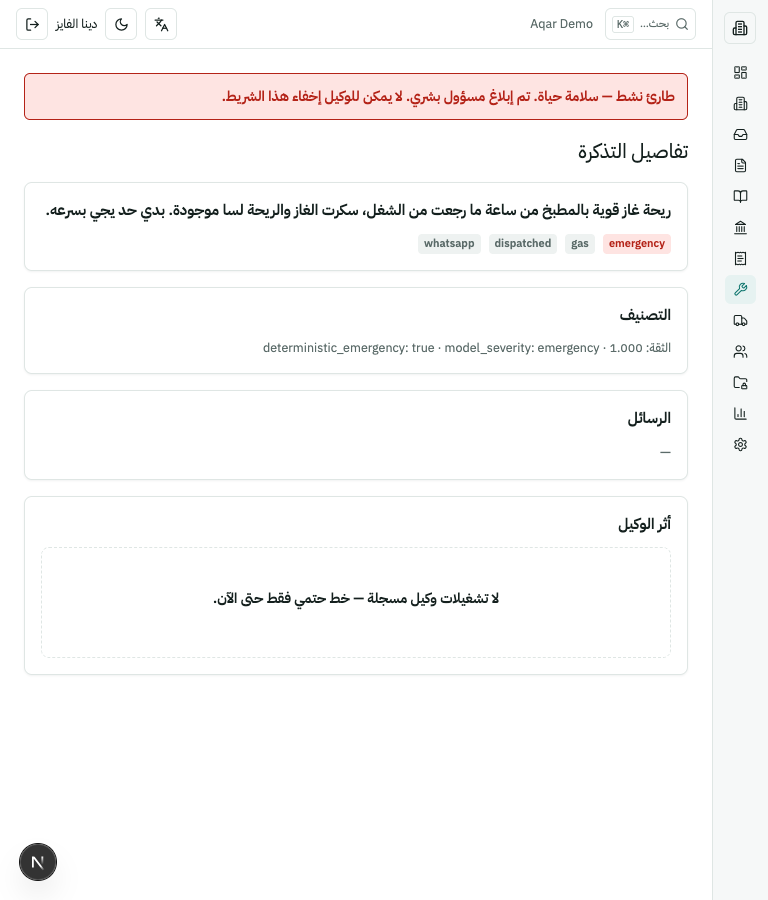 بحث...
⌘K
Aqar Demo
دينا الفايز
طارئ نشط — سلامة حياة. تم إبلاغ مسؤول بشري. لا يمكن للوكيل إخفاء هذا الشريط.
تفاصيل التذكرة
ريحة غاز قوية بالمطبخ من ساعة ما رجعت من الشغل، سكرت الغاز والريحة لسا موجودة. بدي حد يجي بسرعه.
emergency gas dispatched whatsapp
التصنيف
الثقة: 1.000 · deterministic_emergency: true · model_severity: emergency
الرسائل
—
أثر الوكيل
لا تشغيلات وكيل مسجلة — خط حتمي فقط حتى الآن.
N